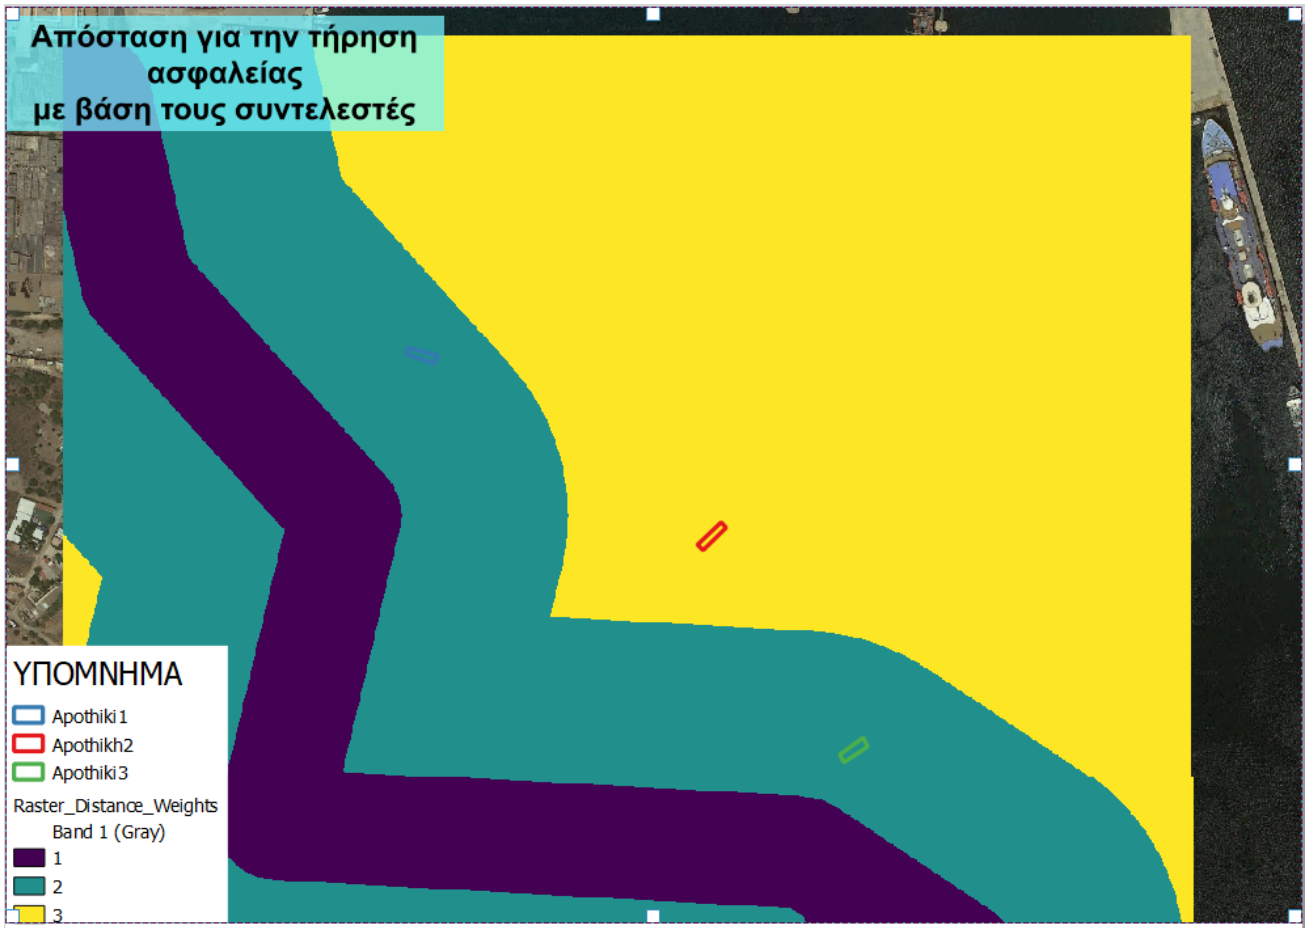 Απόσταση για την τήρηση
ασφαλείας
με βάση τους συντελεστές
ΥΠΟΜΝΗΜΑ
Apothiki1
Apothikh2
Apothiki3
Raster_Distance_Weights
Band 1 (Gray)
1
2
3